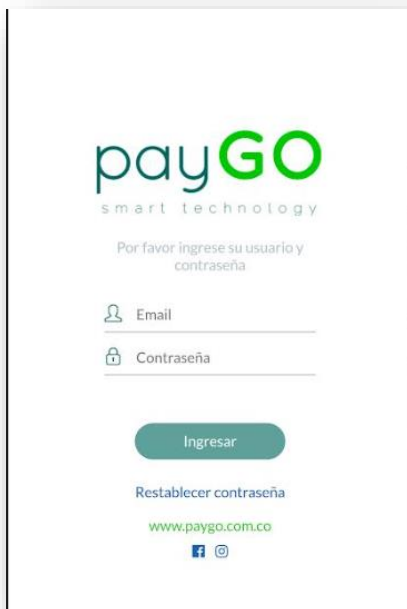 payGO
smart technology
Por favor ingrese su usuario y
contraseña
Email
Contraseña
Ingresar
Restablecer contraseña
www.paygo.com.co